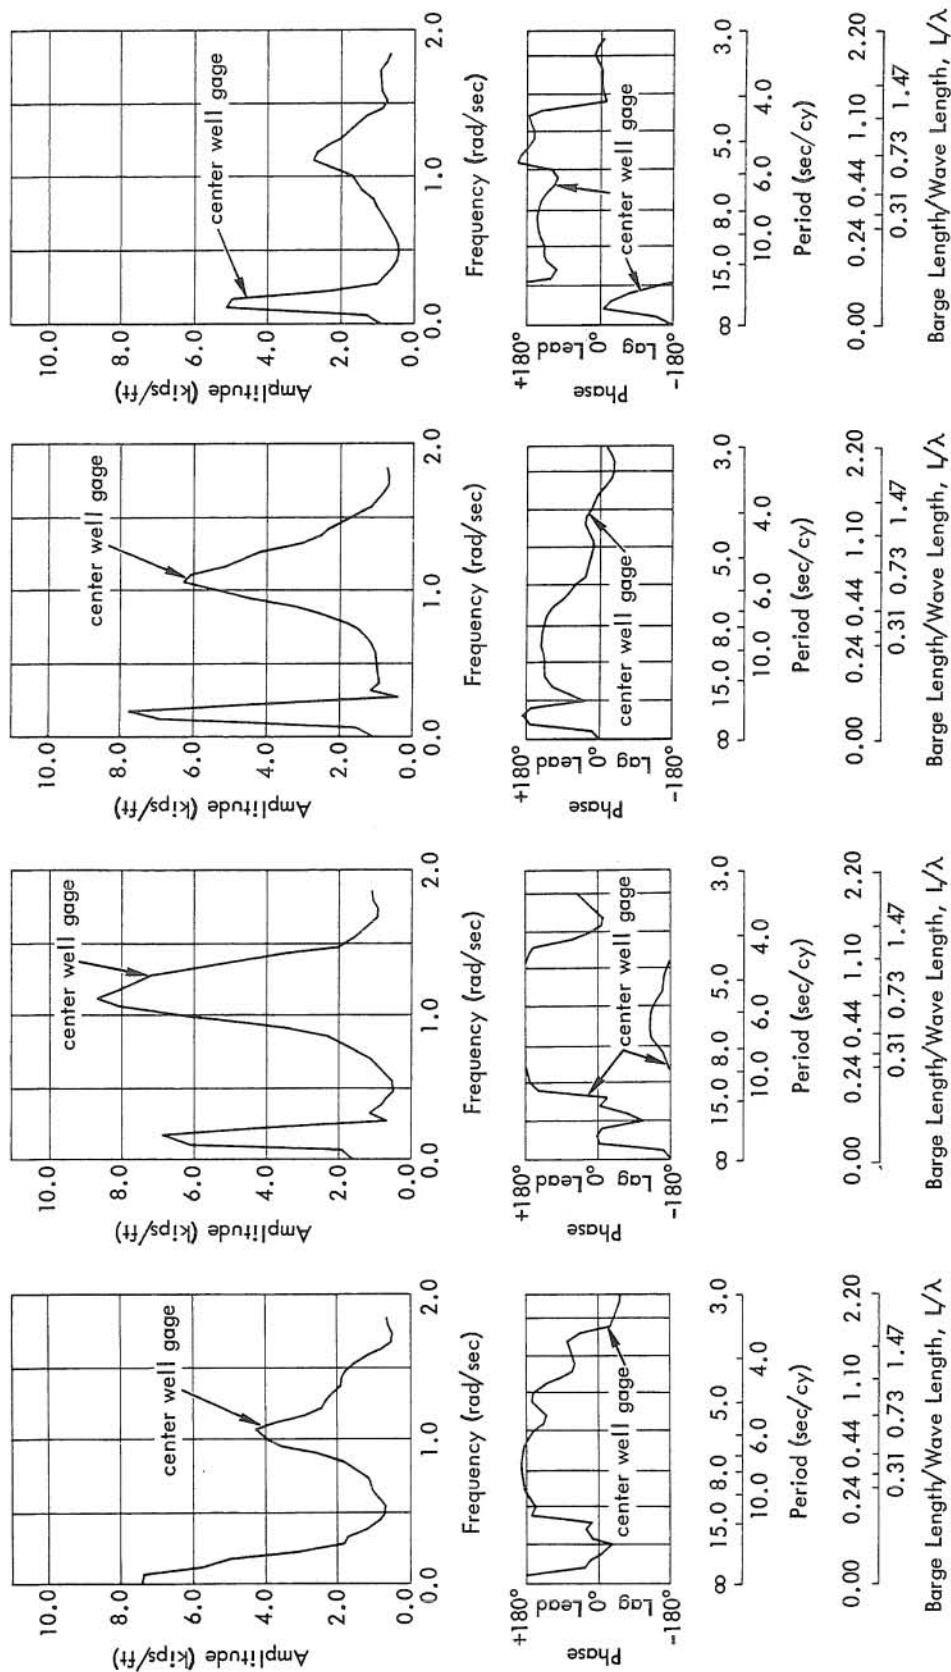 10.0
8.0
6.0
4.0
2.0
0.0
Amplitude (kips/ft)
center well gage
0.0 1.0 2.0
Frequency (rad/sec)
+180°
0°
-180°
Phase
Lag Lead
center well gage
∞ 15.0 8.0 5.0 3.0
10.0 6.0 4.0
Period (sec/cy)
0.00 0.24 0.44 1.10 2.20
0.31 0.73 1.47
Barge Length/Wave Length, L/λ
10.0
8.0
6.0
4.0
2.0
0.0
Amplitude (kips/ft)
center well gage
0.0 1.0 2.0
Frequency (rad/sec)
+180°
0°
-180°
Phase
Lag Lead
center well gage
∞ 15.0 8.0 5.0 3.0
10.0 6.0 4.0
Period (sec/cy)
0.00 0.24 0.44 1.10 2.20
0.31 0.73 1.47
Barge Length/Wave Length, L/λ
10.0
8.0
6.0
4.0
2.0
0.0
Amplitude (kips/ft)
center well gage
0.0 1.0 2.0
Frequency (rad/sec)
+180°
0°
-180°
Phase
Lag Lead
center well gage
∞ 15.0 8.0 5.0 3.0
10.0 6.0 4.0
Period (sec/cy)
0.00 0.24 0.44 1.10 2.20
0.31 0.73 1.47
Barge Length/Wave Length, L/λ
10.0
8.0
6.0
4.0
2.0
0.0
Amplitude (kips/ft)
center well gage
0.0 1.0 2.0
Frequency (rad/sec)
+180°
0°
-180°
Phase
Lag Lead
center well gage
∞ 15.0 8.0 5.0 3.0
10.0 6.0 4.0
Period (sec/cy)
0.00 0.24 0.44 1.10 2.20
0.31 0.73 1.47
Barge Length/Wave Length, L/λ